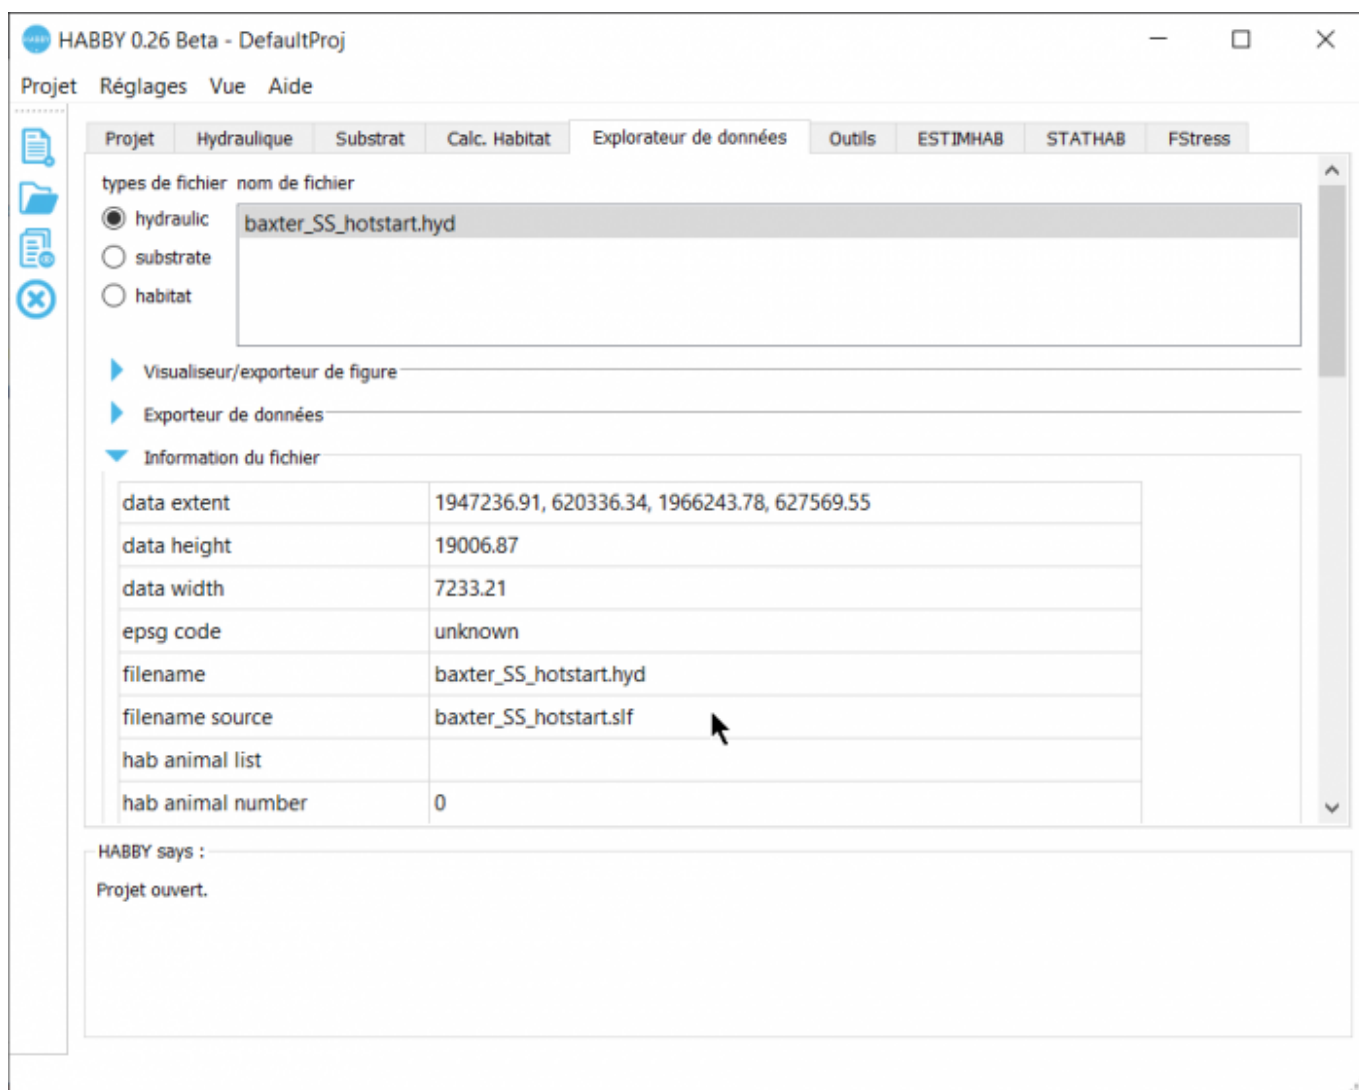 HABBY 0.26 Beta - DefaultProj
Projet Réglages Vue Aide
Projet Hydraulique Substrat Calc. Habitat Explorateur de données Outils ESTIMHAB STATHAB FStress
types de fichier nom de fichier
hydraulic baxter_SS_hotstart.hyd
substrate
habitat
Visualiseur/exporteur de figure
Exporteur de données
Information du fichier
data extent 1947236.91, 620336.34, 1966243.78, 627569.55
data height 19006.87
data width 7233.21
epsg code unknown
filename baxter_SS_hotstart.hyd
filename source baxter_SS_hotstart.slf
hab animal list
hab animal number 0
HABBY says :
Projet ouvert.